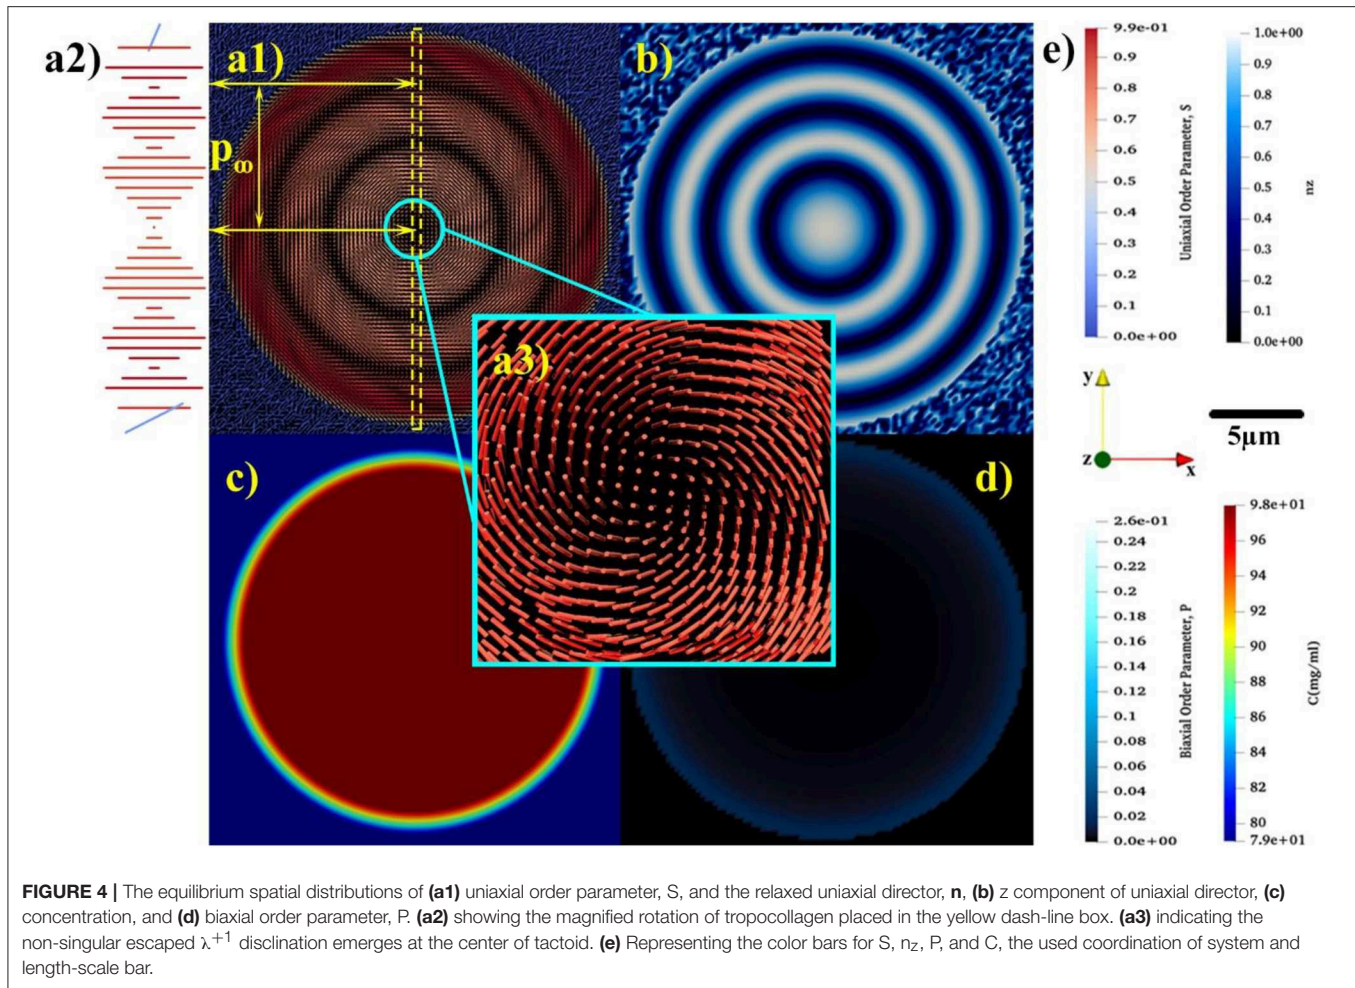 a2)
a1)
p∞
b)
a3)
c)
d)
e)
9.9e-01
0.9
0.8
0.7
0.6
0.5
0.4
0.3
0.2
0.1
0.0e+00
Uniaxial Order Parameter, S
1.0e+00
0.9
0.8
0.7
0.6
0.5
0.4
0.3
0.2
0.1
0.0e+00
nz
y
z
x
5µm
2.6e-01
0.24
0.22
0.2
0.18
0.16
0.14
0.12
0.1
0.08
0.06
0.04
0.02
0.0e+00
Biaxial Order Parameter, P
9.8e+01
96
94
92
90
88
86
84
82
80
7.9e+01
C(mg/ml)
FIGURE 4 | The equilibrium spatial distributions of (a1) uniaxial order parameter, S, and the relaxed uniaxial director, n, (b) z component of uniaxial director, (c)
concentration, and (d) biaxial order parameter, P. (a2) showing the magnified rotation of tropocollagen placed in the yellow dash-line box. (a3) indicating the
non-singular escaped λ+1 disclination emerges at the center of tactoid. (e) Representing the color bars for S, nZ, P, and C, the used coordination of system and
length-scale bar.